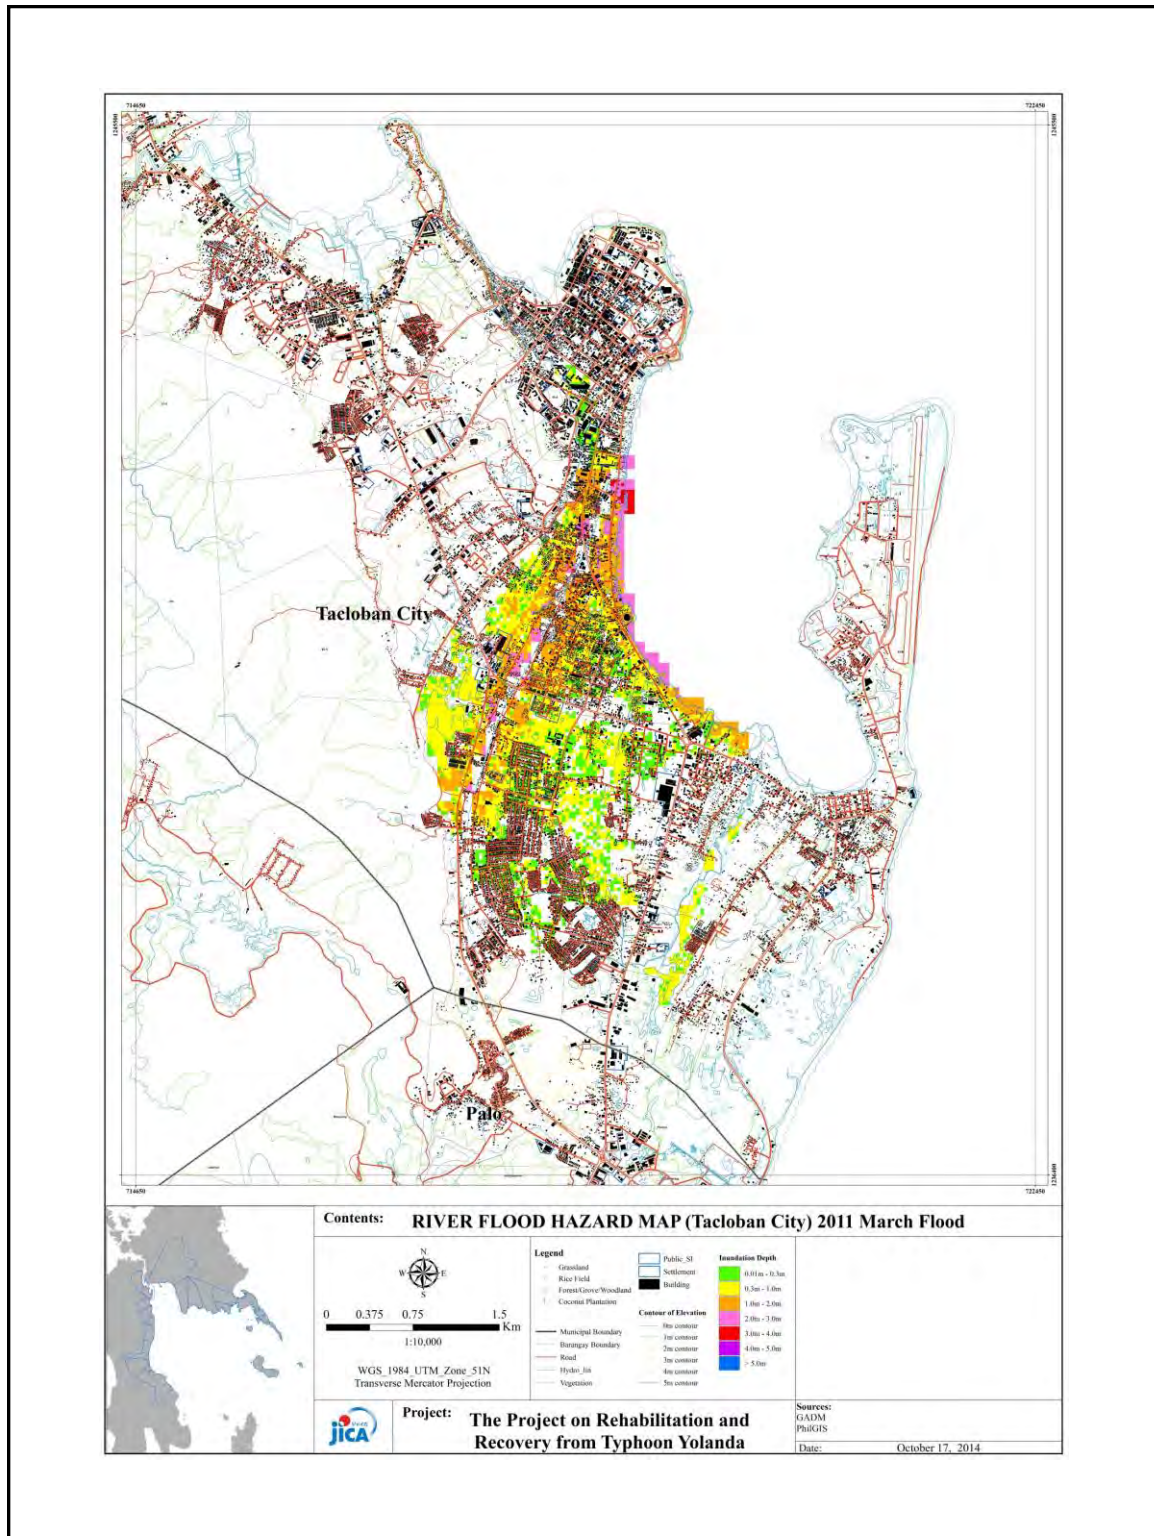 714650
722450
1245500
1245500
Tacloban City
Palo
714650
722450
1236400
Contents:
RIVER FLOOD HAZARD MAP (Tacloban City) 2011 March Flood
N
W E
S
0 0.375 0.75 1.5
Km
1:10,000
WGS_1984_UTM_Zone_51N
Transverse Mercator Projection
Legend
Grassland
Rice Field
Forest/Grove/Woodland
Coconut Plantation
Municipal Boundary
Barangay Boundary
Road
Hydro_lin
Vegetation
Public_SI
Settlement
Building
Contour of Elevation
0m contour
1m contour
2m contour
3m contour
4m contour
5m contour
Inundation Depth
0.01m - 0.3m
0.3m - 1.0m
1.0m - 2.0m
2.0m - 3.0m
3.0m - 4.0m
4.0m - 5.0m
> 5.0m
JICA
Project:
The Project on Rehabilitation and
Recovery from Typhoon Yolanda
Sources:
GADM
PhilGIS
Date: October 17, 2014